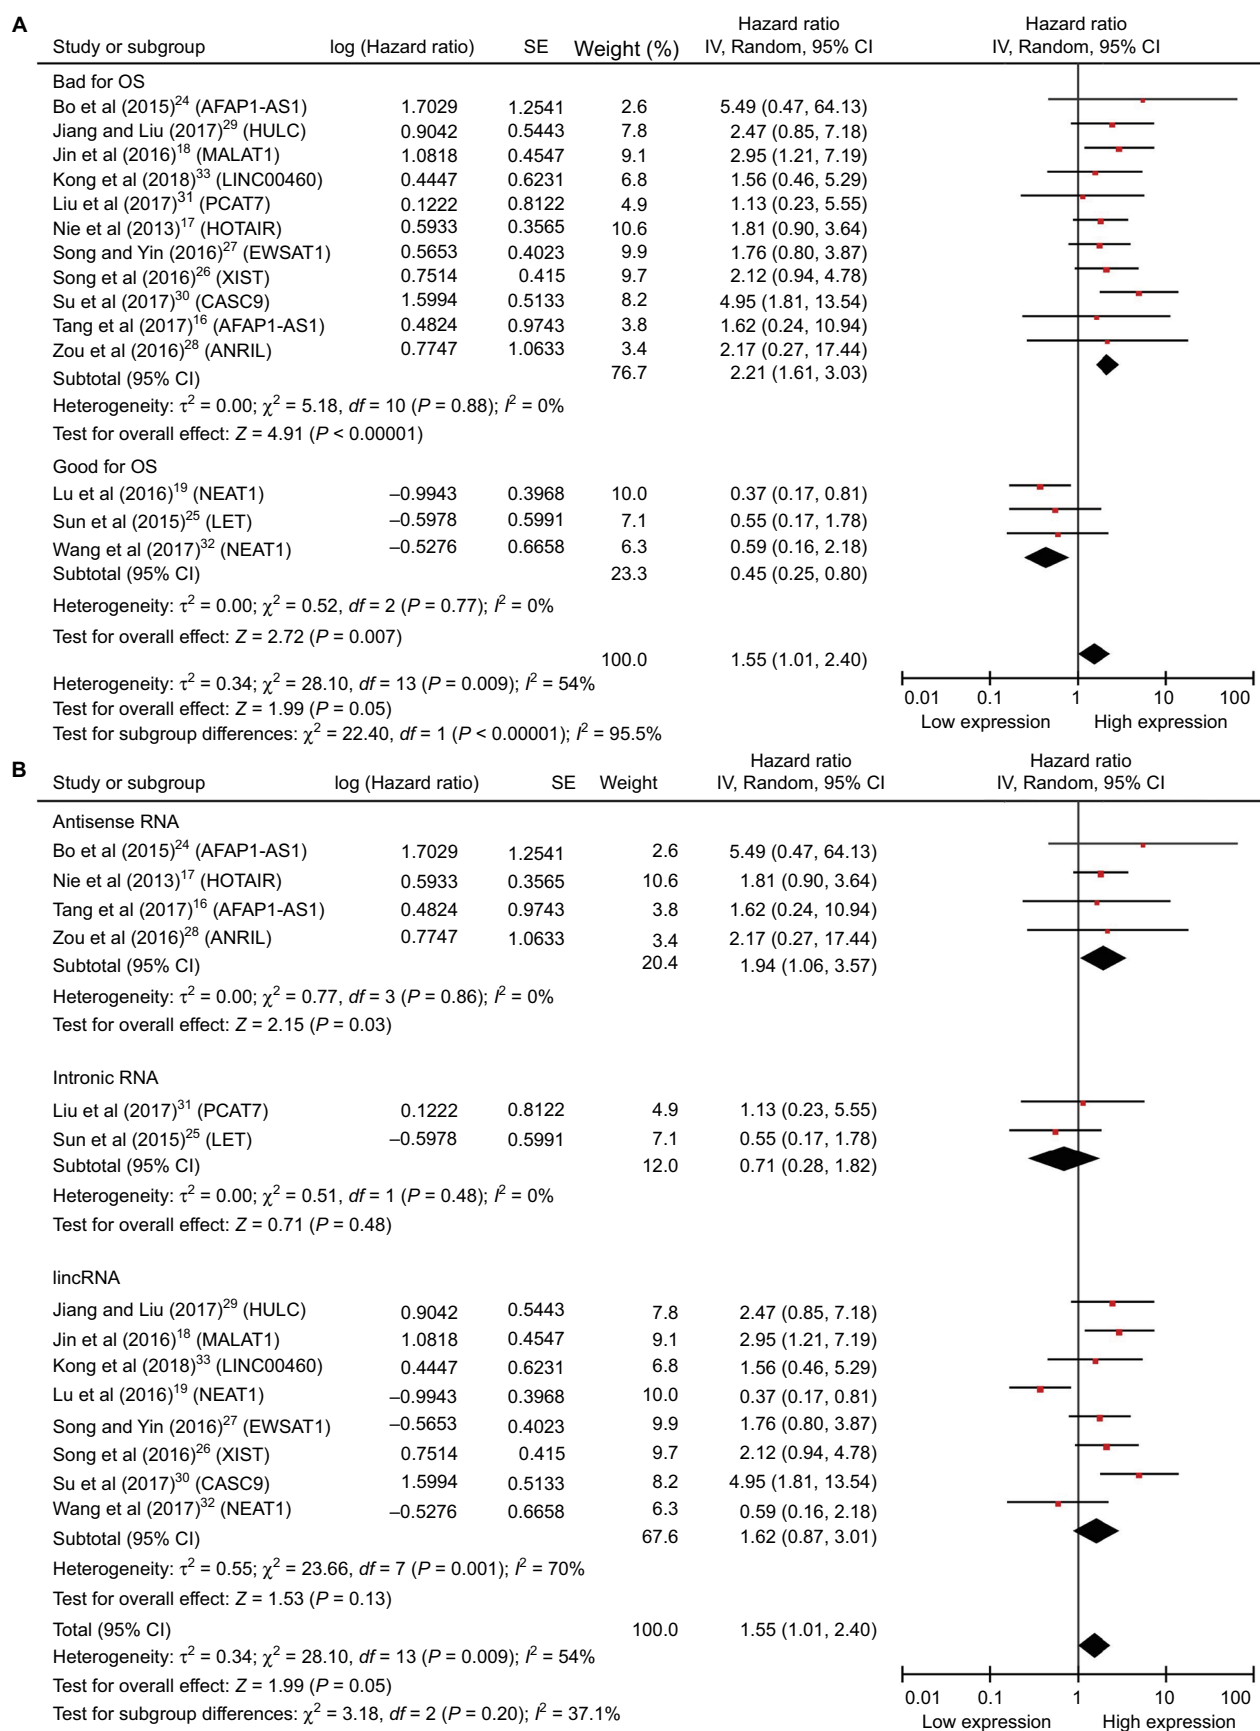 A
Hazard ratio Hazard ratio
Study or subgroup log (Hazard ratio) SE Weight (%) IV, Random, 95% CI IV, Random, 95% CI
Bad for OS
Bo et al (2015)24 (AFAP1-AS1) 1.7029 1.2541 2.6 5.49 (0.47, 64.13)
Jiang and Liu (2017)29 (HULC) 0.9042 0.5443 7.8 2.47 (0.85, 7.18)
Jin et al (2016)18 (MALAT1) 1.0818 0.4547 9.1 2.95 (1.21, 7.19)
Kong et al (2018)33 (LINC00460) 0.4447 0.6231 6.8 1.56 (0.46, 5.29)
Liu et al (2017)31 (PCAT7) 0.1222 0.8122 4.9 1.13 (0.23, 5.55)
Nie et al (2013)17 (HOTAIR) 0.5933 0.3565 10.6 1.81 (0.90, 3.64)
Song and Yin (2016)27 (EWSAT1) 0.5653 0.4023 9.9 1.76 (0.80, 3.87)
Song et al (2016)26 (XIST) 0.7514 0.415 9.7 2.12 (0.94, 4.78)
Su et al (2017)30 (CASC9) 1.5994 0.5133 8.2 4.95 (1.81, 13.54)
Tang et al (2017)16 (AFAP1-AS1) 0.4824 0.9743 3.8 1.62 (0.24, 10.94)
Zou et al (2016)28 (ANRIL) 0.7747 1.0633 3.4 2.17 (0.27, 17.44)
Subtotal (95% CI) 76.7 2.21 (1.61, 3.03)
Heterogeneity: τ2 = 0.00; χ2 = 5.18, df = 10 (P = 0.88); I2 = 0%
Test for overall effect: Z = 4.91 (P < 0.00001)
Good for OS
Lu et al (2016)19 (NEAT1) –0.9943 0.3968 10.0 0.37 (0.17, 0.81)
Sun et al (2015)25 (LET) –0.5978 0.5991 7.1 0.55 (0.17, 1.78)
Wang et al (2017)32 (NEAT1) –0.5276 0.6658 6.3 0.59 (0.16, 2.18)
Subtotal (95% CI) 23.3 0.45 (0.25, 0.80)
Heterogeneity: τ2 = 0.00; χ2 = 0.52, df = 2 (P = 0.77); I2 = 0%
Test for overall effect: Z = 2.72 (P = 0.007)
100.0 1.55 (1.01, 2.40)
Heterogeneity: τ2 = 0.34; χ2 = 28.10, df = 13 (P = 0.009); I2 = 54%
Test for overall effect: Z = 1.99 (P = 0.05)
Test for subgroup differences: χ2 = 22.40, df = 1 (P < 0.00001); I2 = 95.5%
0.01 0.1 1 10 100
Low expression High expression
B
Hazard ratio Hazard ratio
Study or subgroup log (Hazard ratio) SE Weight IV, Random, 95% CI IV, Random, 95% CI
Antisense RNA
Bo et al (2015)24 (AFAP1-AS1) 1.7029 1.2541 2.6 5.49 (0.47, 64.13)
Nie et al (2013)17 (HOTAIR) 0.5933 0.3565 10.6 1.81 (0.90, 3.64)
Tang et al (2017)16 (AFAP1-AS1) 0.4824 0.9743 3.8 1.62 (0.24, 10.94)
Zou et al (2016)28 (ANRIL) 0.7747 1.0633 3.4 2.17 (0.27, 17.44)
Subtotal (95% CI) 20.4 1.94 (1.06, 3.57)
Heterogeneity: τ2 = 0.00; χ2 = 0.77, df = 3 (P = 0.86); I2 = 0%
Test for overall effect: Z = 2.15 (P = 0.03)
Intronic RNA
Liu et al (2017)31 (PCAT7) 0.1222 0.8122 4.9 1.13 (0.23, 5.55)
Sun et al (2015)25 (LET) –0.5978 0.5991 7.1 0.55 (0.17, 1.78)
Subtotal (95% CI) 12.0 0.71 (0.28, 1.82)
Heterogeneity: τ2 = 0.00; χ2 = 0.51, df = 1 (P = 0.48); I2 = 0%
Test for overall effect: Z = 0.71 (P = 0.48)
lincRNA
Jiang and Liu (2017)29 (HULC) 0.9042 0.5443 7.8 2.47 (0.85, 7.18)
Jin et al (2016)18 (MALAT1) 1.0818 0.4547 9.1 2.95 (1.21, 7.19)
Kong et al (2018)33 (LINC00460) 0.4447 0.6231 6.8 1.56 (0.46, 5.29)
Lu et al (2016)19 (NEAT1) –0.9943 0.3968 10.0 0.37 (0.17, 0.81)
Song and Yin (2016)27 (EWSAT1) –0.5653 0.4023 9.9 1.76 (0.80, 3.87)
Song et al (2016)26 (XIST) 0.7514 0.415 9.7 2.12 (0.94, 4.78)
Su et al (2017)30 (CASC9) 1.5994 0.5133 8.2 4.95 (1.81, 13.54)
Wang et al (2017)32 (NEAT1) –0.5276 0.6658 6.3 0.59 (0.16, 2.18)
Subtotal (95% CI) 67.6 1.62 (0.87, 3.01)
Heterogeneity: τ2 = 0.55; χ2 = 23.66, df = 7 (P = 0.001); I2 = 70%
Test for overall effect: Z = 1.53 (P = 0.13)
Total (95% CI) 100.0 1.55 (1.01, 2.40)
Heterogeneity: τ2 = 0.34; χ2 = 28.10, df = 13 (P = 0.009); I2 = 54%
Test for overall effect: Z = 1.99 (P = 0.05)
Test for subgroup differences: χ2 = 3.18, df = 2 (P = 0.20); I2 = 37.1%
0.01 0.1 1 10 100
Low expression High expression